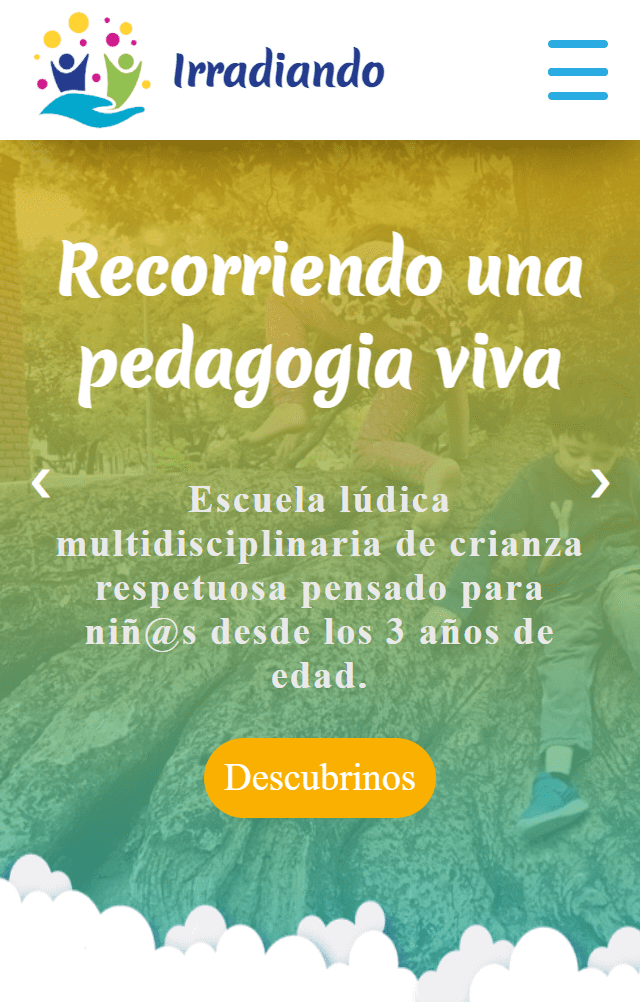 Irradiando
Recorriendo una
pedagogia viva
Escuela lúdica
multidisciplinaria de crianza
respetuosa pensado para
niñ@s desde los 3 años de
edad.
Descubrinos